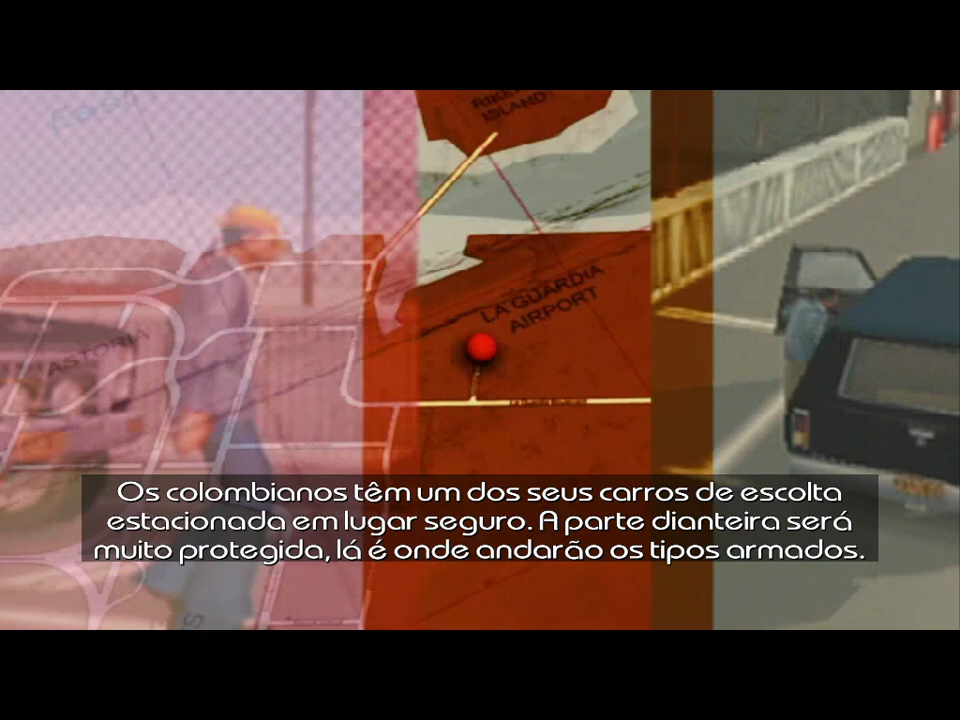 RIKERS
ISLAND
LA GUARDIA
AIRPORT
ASTORIA
Os colombianos têm um dos seus carros de escolta
estacionada em lugar seguro. A parte dianteira será
muito protegida, lá é onde andarão os tipos armados.